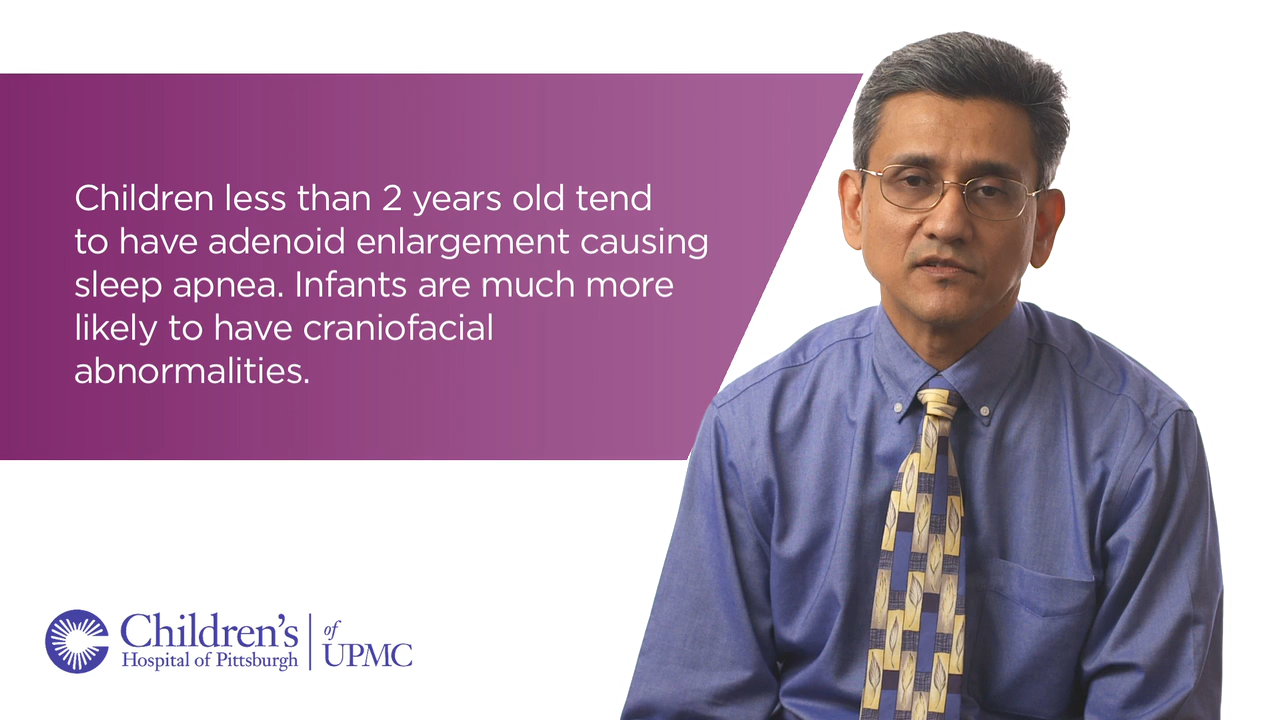 Children less than 2 years old tend
to have adenoid enlargement causing
sleep apnea. Infants are much more
likely to have craniofacial
abnormalities.
Children's
Hospital of Pittsburgh
of
UPMC